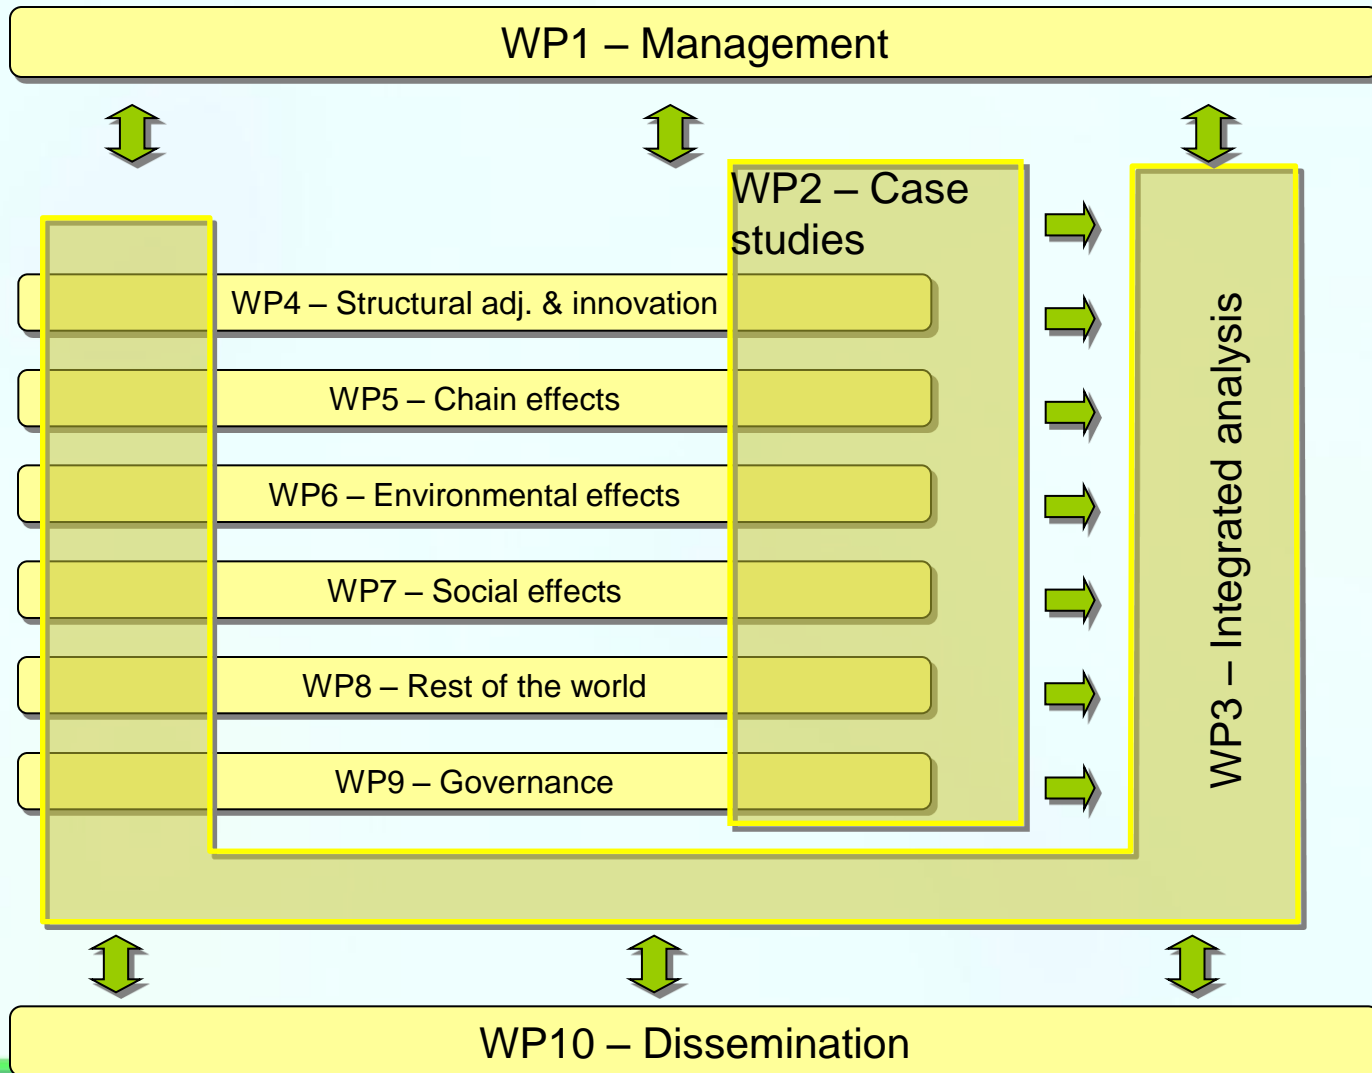 WP1 – Management
WP2 – Case
studies
WP4 – Structural adj. & innovation
WP5 – Chain effects
WP6 – Environmental effects
WP7 – Social effects
WP8 – Rest of the world
WP9 – Governance
WP3 – Integrated analysis
WP10 – Dissemination